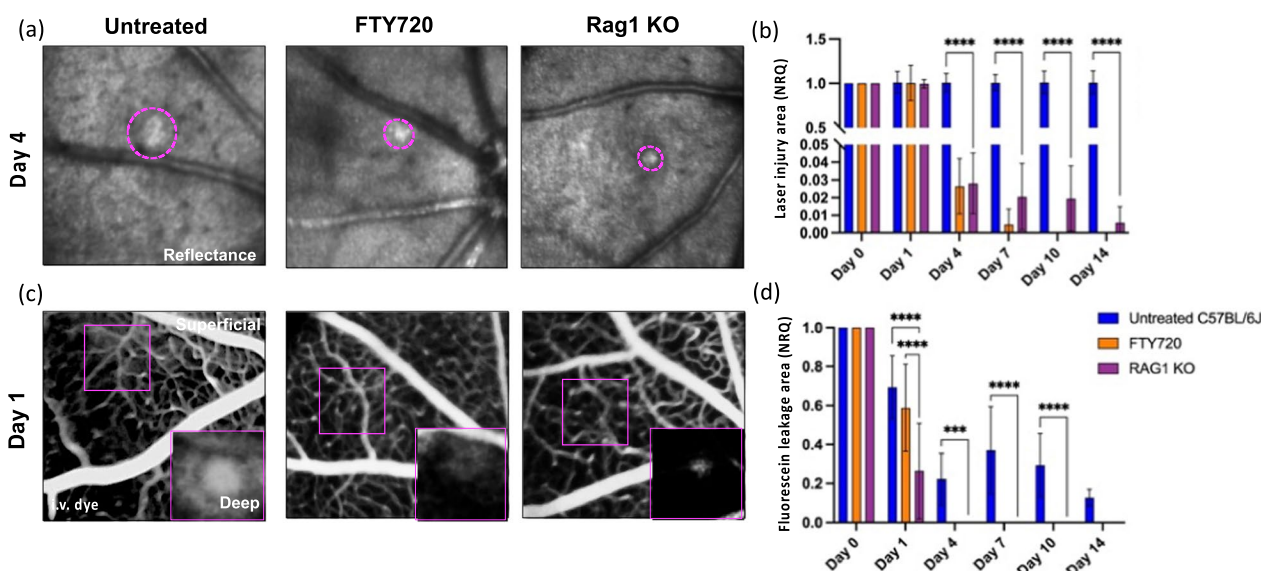 (a)
Untreated
FTY720
Rag1 KO
Day 4
Reflectance
(b)
Laser injury area (NRQ)
1.5
1.0
0.5
0.05
0.04
0.03
0.02
0.01
0.00
**** **** **** ****
Day 0
Day 1
Day 4
Day 7
Day 10
Day 14
(c)
Day 1
Superficial
.v. dye
Deep
(d)
Fluorescein leakage area (NRQ)
1.0
0.8
0.6
0.4
0.2
0.0
****
****
***
****
****
Day 0
Day 1
Day 4
Day 7
Day 10
Day 14
Untreated C57BL/6J
FTY720
RAG1 KO